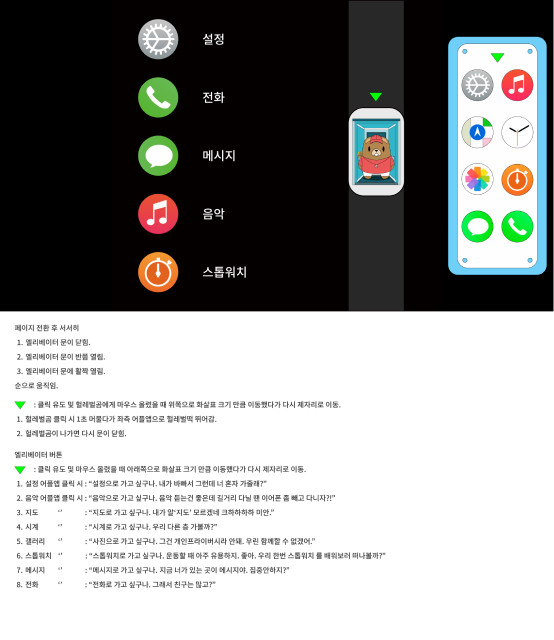 설정
전화
메시지
음악
스톱워치
페이지 전환 후 서서히
1. 엘리베이터 문이 닫힘.
2. 엘리베이터 문이 반쯤 열림.
3. 엘리베이터 문에 활짝 열림.
순으로 움직임.
: 클릭 유도 및 헐레벌곰에게 마우스 올렸을 때 위쪽으로 화살표 크기 만큼 이동했다가 다시 제자리로 이동.
1. 헐레벌곰 클릭 시 1초 머물다가 좌측 어플앱으로 헐레벌떡 뛰어감.
2. 헐레벌곰이 나가면 다시 문이 닫힘.
엘리베이터 버튼
: 클릭 유도 및 마우스 올렸을 때 아래쪽으로 화살표 크기 만큼 이동했다가 다시 제자리로 이동.
1. 설정 어플앱 클릭 시 : “설정으로 가고 싶구나. 내가 바빠서 그런데 너 혼자 가줄래?”
2. 음악 어플앱 클릭 시 : “음악으로 가고 싶구나. 음악 듣는건 좋은데 길거리 다닐 땐 이어폰 좀 빼고 다니자?!”
3. 지도 ‘’ : “지도로 가고 싶구나. 내가 알‘지도’ 모르겠네 크하하하하 미안.”
4. 시계 ‘’ : “시계로 가고 싶구나. 우리 다른 층 가볼까?”
5. 갤러리 ‘’ : “사진으로 가고 싶구나. 그건 개인프라이버시라 안돼. 우린 함께할 수 없겠어.”
6. 스톱워치 ‘’ : “스톱워치로 가고 싶구나. 운동할 때 아주 유용하지. 좋아, 우리 한번 스톱워치 를 배워보러 떠나볼까?”
7. 메시지 ‘’ : “메시지로 가고 싶구나. 지금 너가 있는 곳이 메시지야. 집중안하지?”
8. 전화 ‘’ : “전화로 가고 싶구나. 그래서 친구는 많고?”